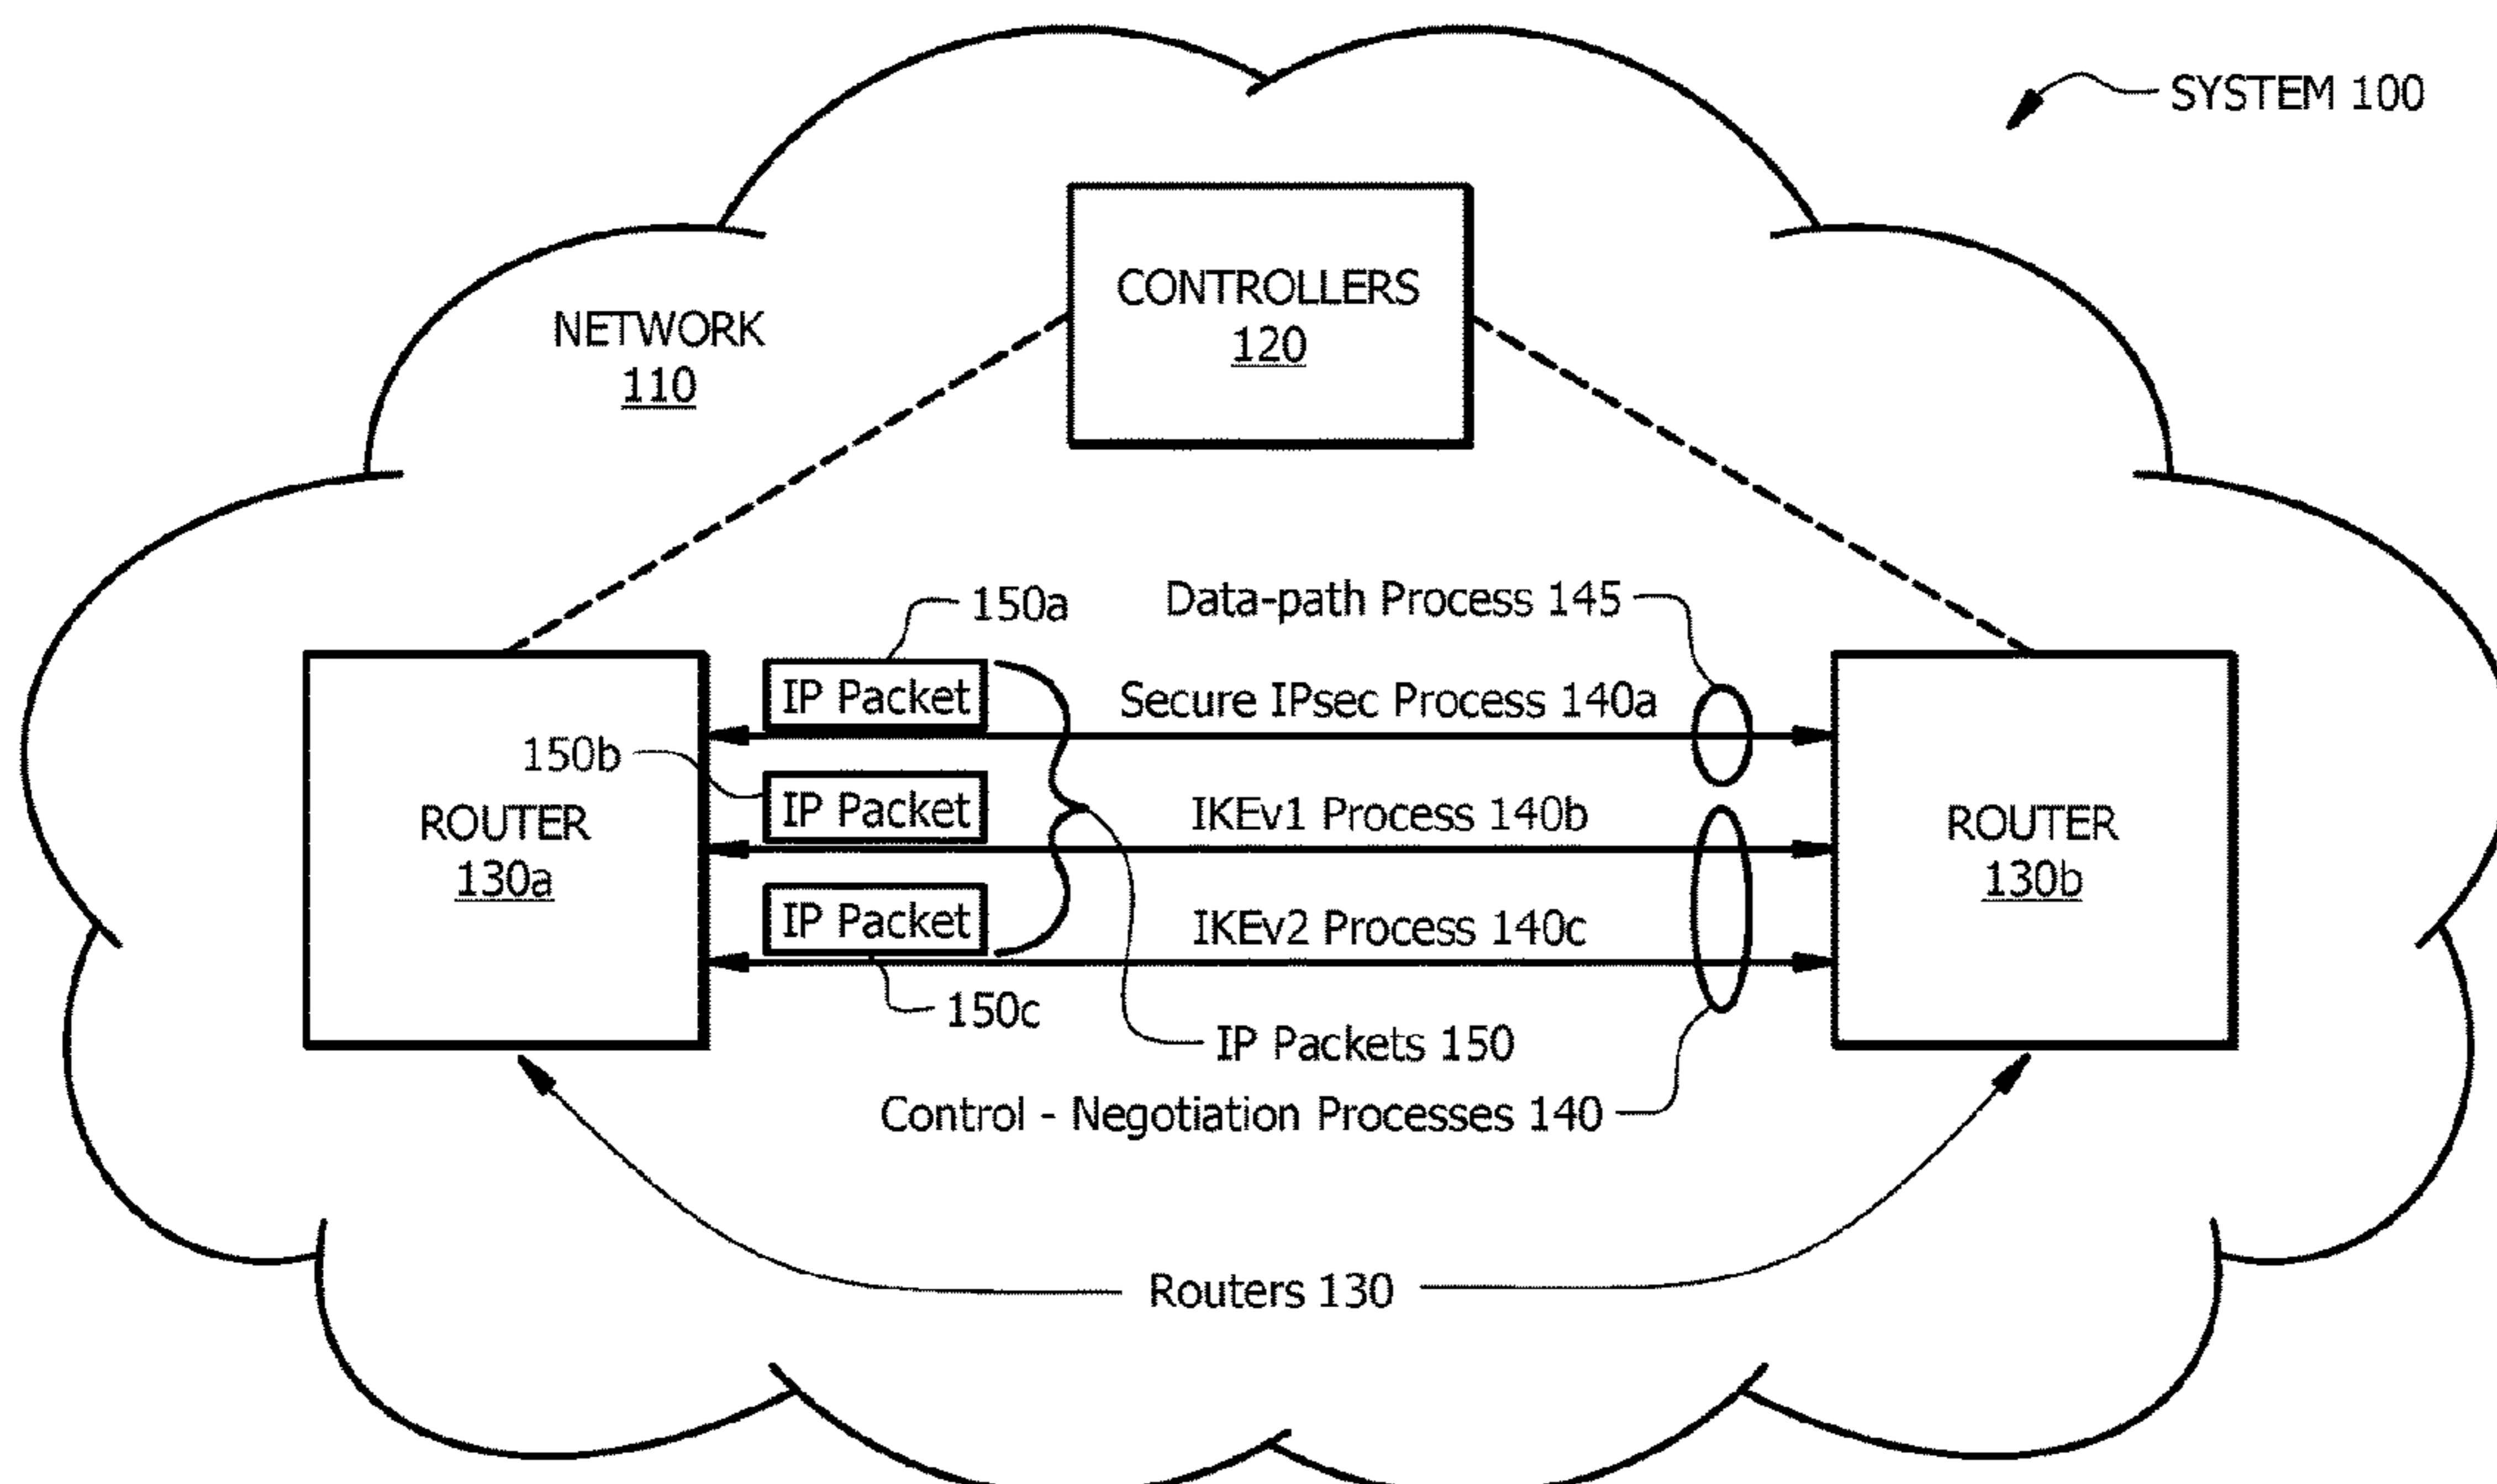 SYSTEM 100
CONTROLLERS
120
NETWORK
110
150a
Data-path Process 145
IP Packet
Secure IPsec Process 140a
150b
IP Packet
IKEv1 Process 140b
ROUTER
130a
ROUTER
130b
IP Packet
IKEv2 Process 140c
150c
IP Packets 150
Control - Negotiation Processes 140
Routers 130